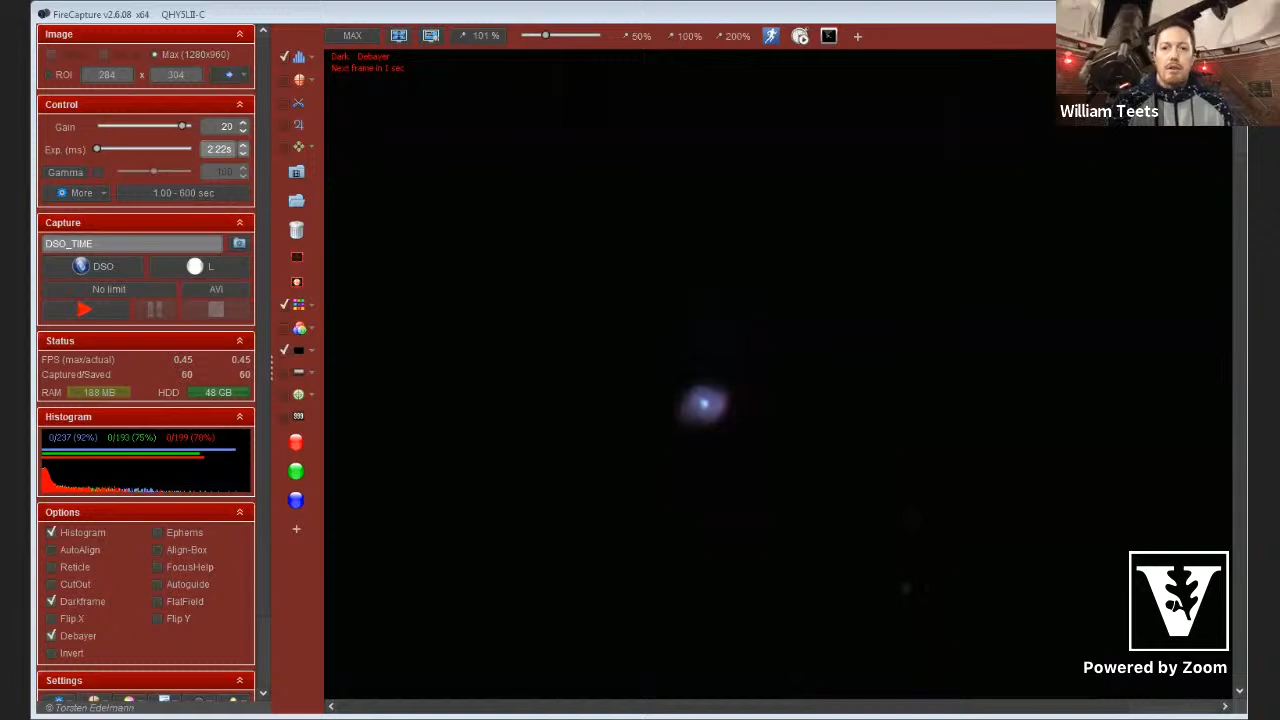 FireCapture v2.6.08 x64 QHY5LII-C
Image
Max (1280x960)
ROI 284 x 304
Control
Gain 20
Exp. (ms) 2.22s
Gamma 100
More 1.00 - 600 sec
Capture
DSO_TIME
DSO L
No limit AVI
Status
FPS (max/actual) 0.45 0.45
Captured/Saved 60 60
RAM 188 MB HDD 48 GB
Histogram
0/237 (92%) 0/193 (75%) 0/199 (78%)
Options
Histogram Ephems
AutoAlign Align-Box
Reticle FocusHelp
CutOut Autoguide
Darkframe FlatField
Flip X Flip Y
Debayer
Invert
Settings
© Torsten Edelmann
MAX 101 % 50% 100% 200%
Dark Debayer
Next frame in 1 sec
999
William Teets
V
Powered by Zoom